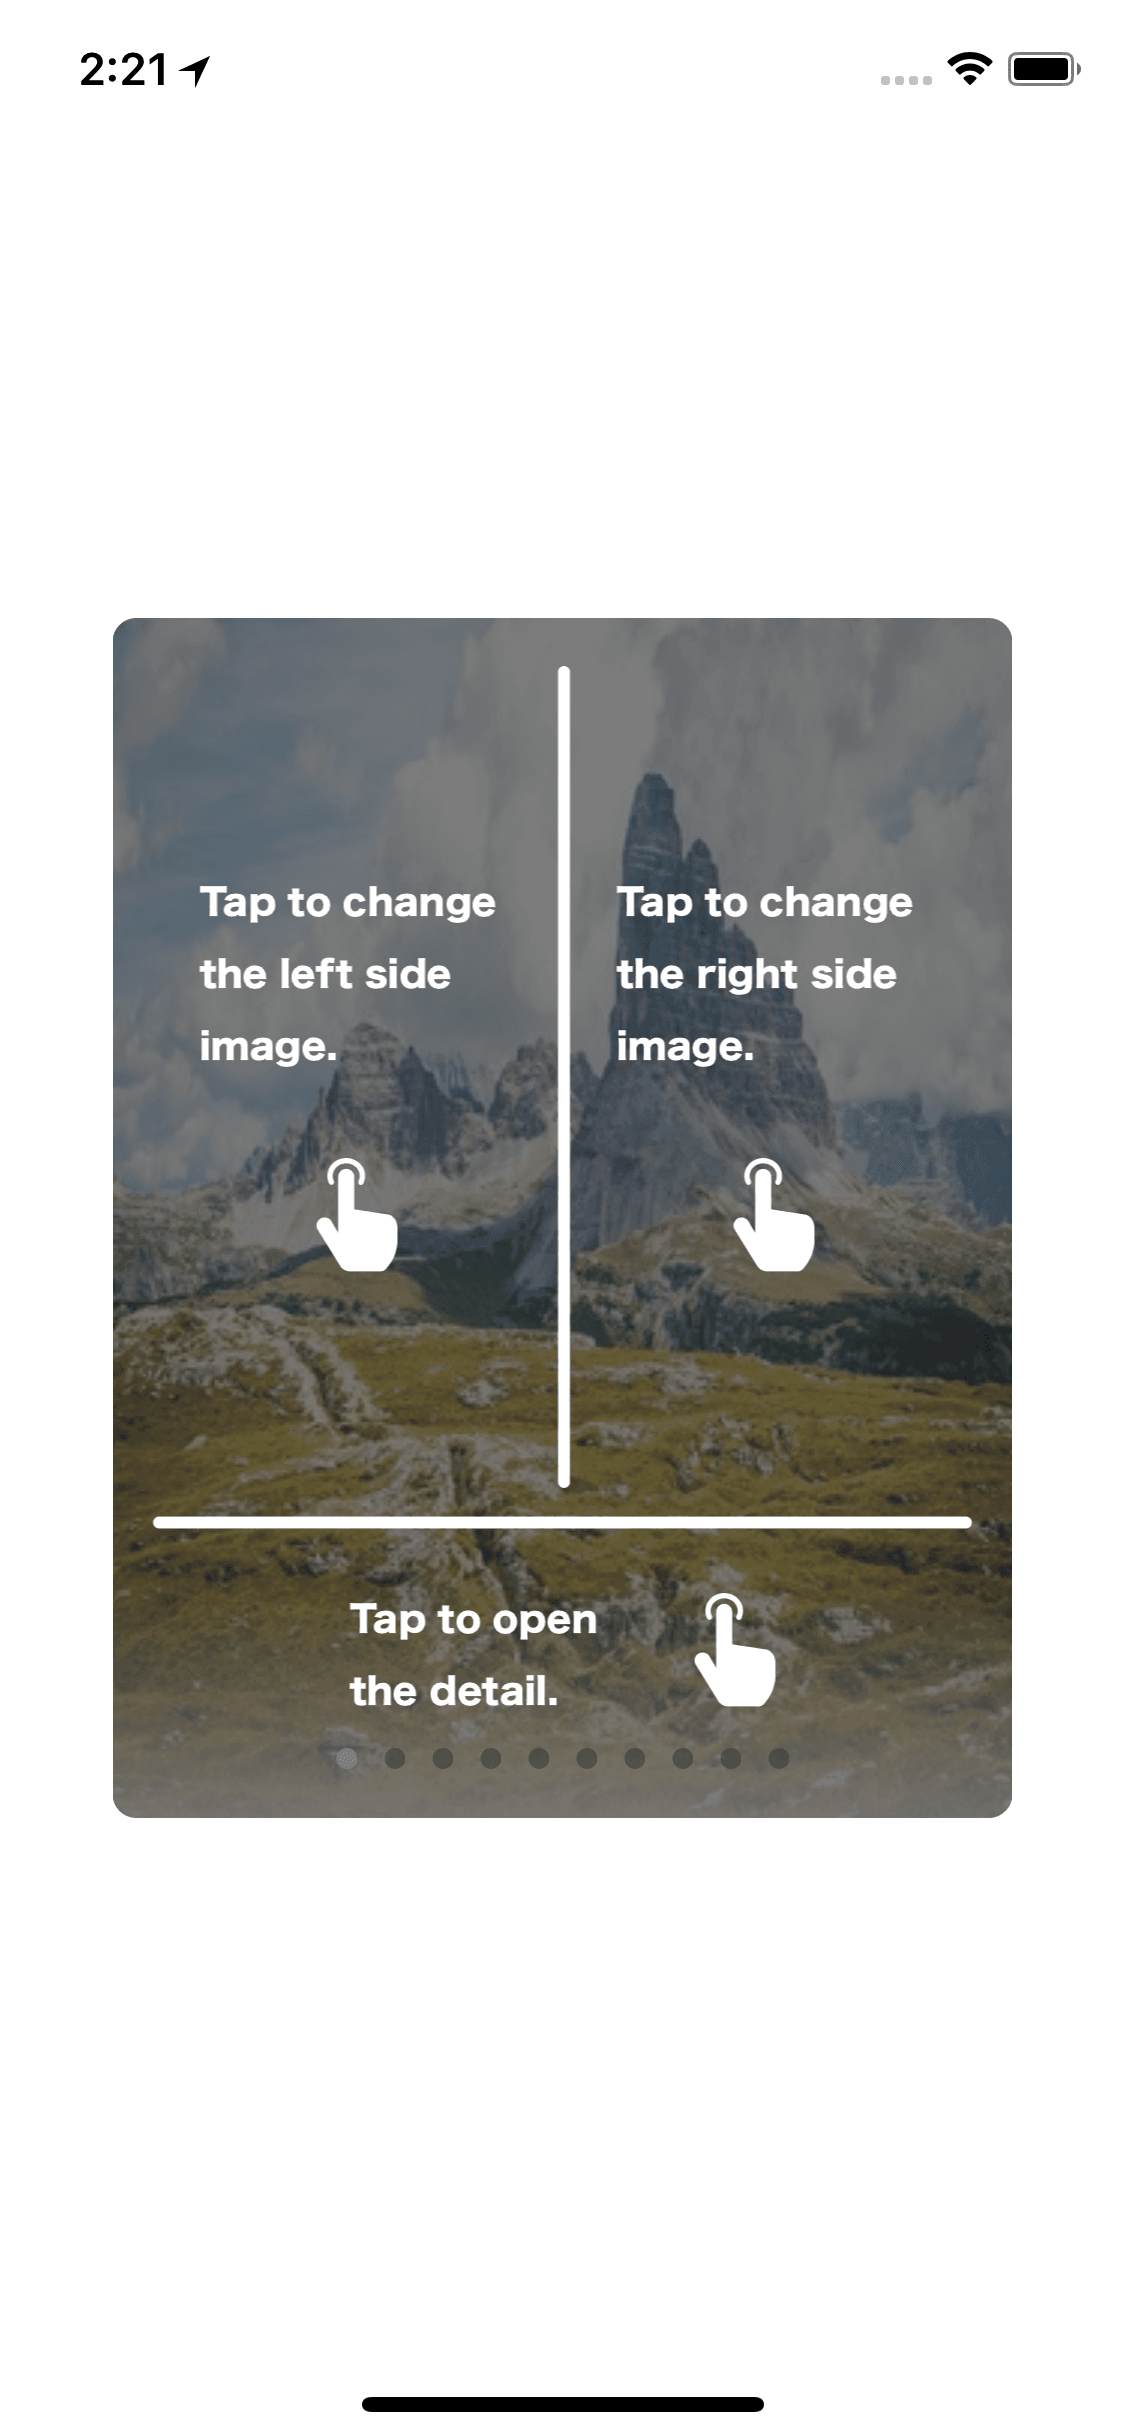 2:21
Tap to change
the left side
image.
Tap to change
the right side
image.
Tap to open
the detail.